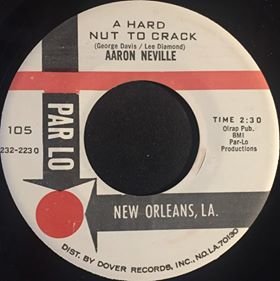 A HARD
NUT TO CRACK
(George Davis / Lee Diamond)
AARON NEVILLE
TIME 2:30
Olrap Pub.
BMI
Par-Lo
Productions
PAR LO
105
232-2230
NEW ORLEANS, LA.
DIST. BY DOVER RECORDS, INC., N.O. LA. 70130